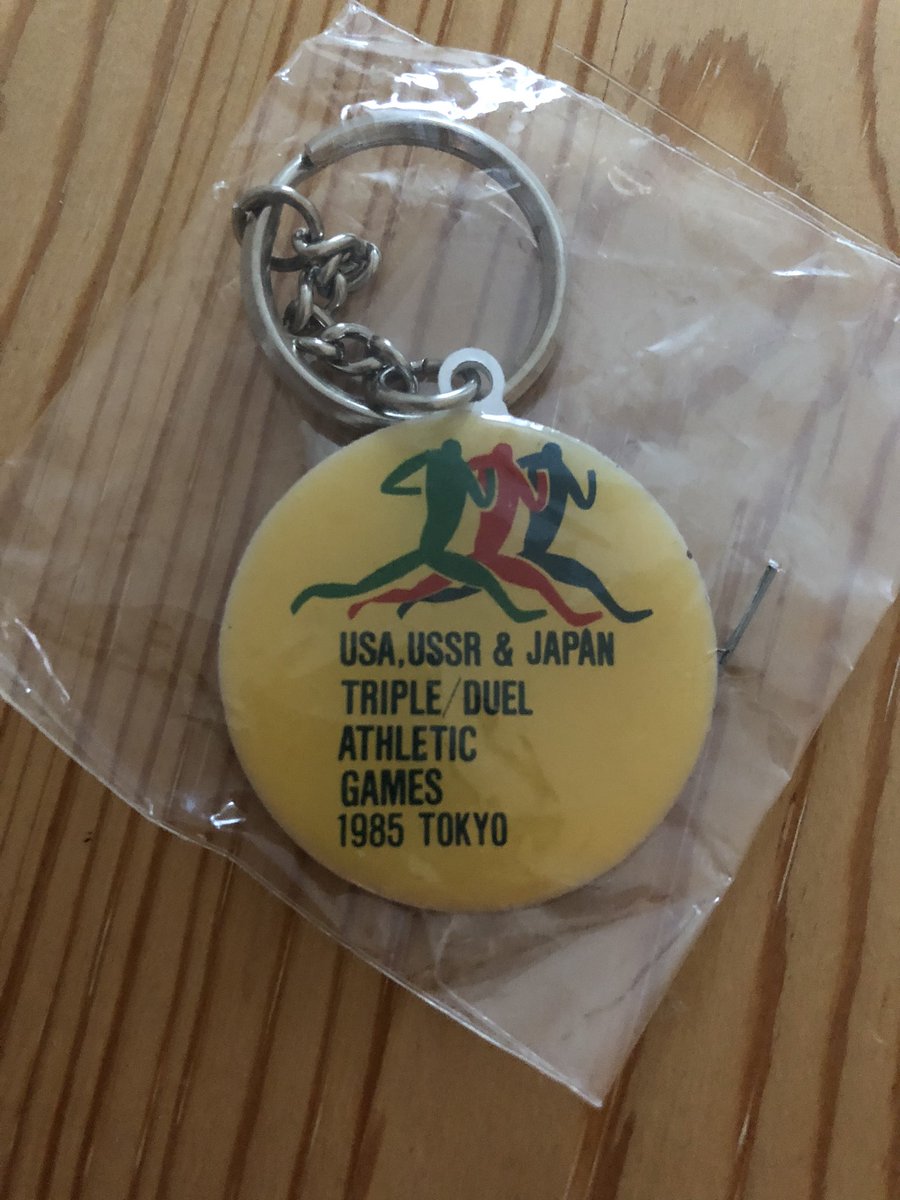 USA,USSR & JAPAN
TRIPLE/DUEL
ATHLETIC
GAMES
1985 TOKYO